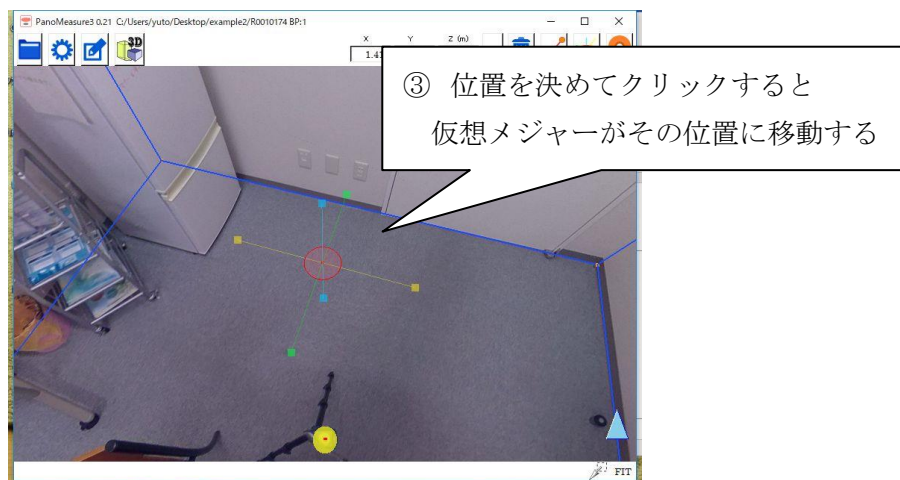 PanoMeasure3 0.21 C:/Users/yuto/Desktop/example2/R0010174 BP:1
3D
X Y Z (m)
③ 位置を決めてクリックすると
仮想メジャーがその位置に移動する
FIT